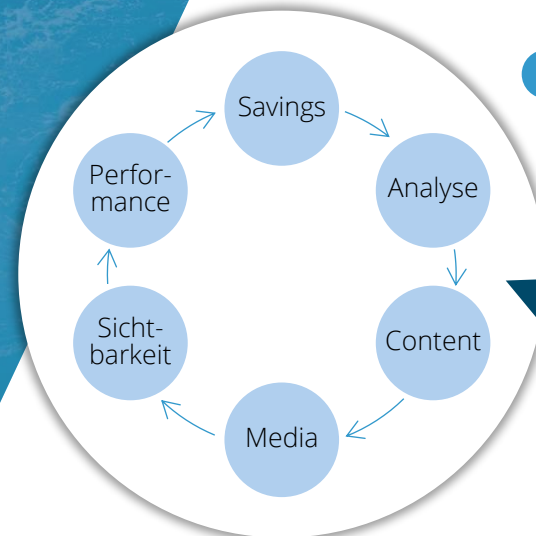 Savings
Analyse
Content
Media
Sicht-
barkeit
Perfor-
mance